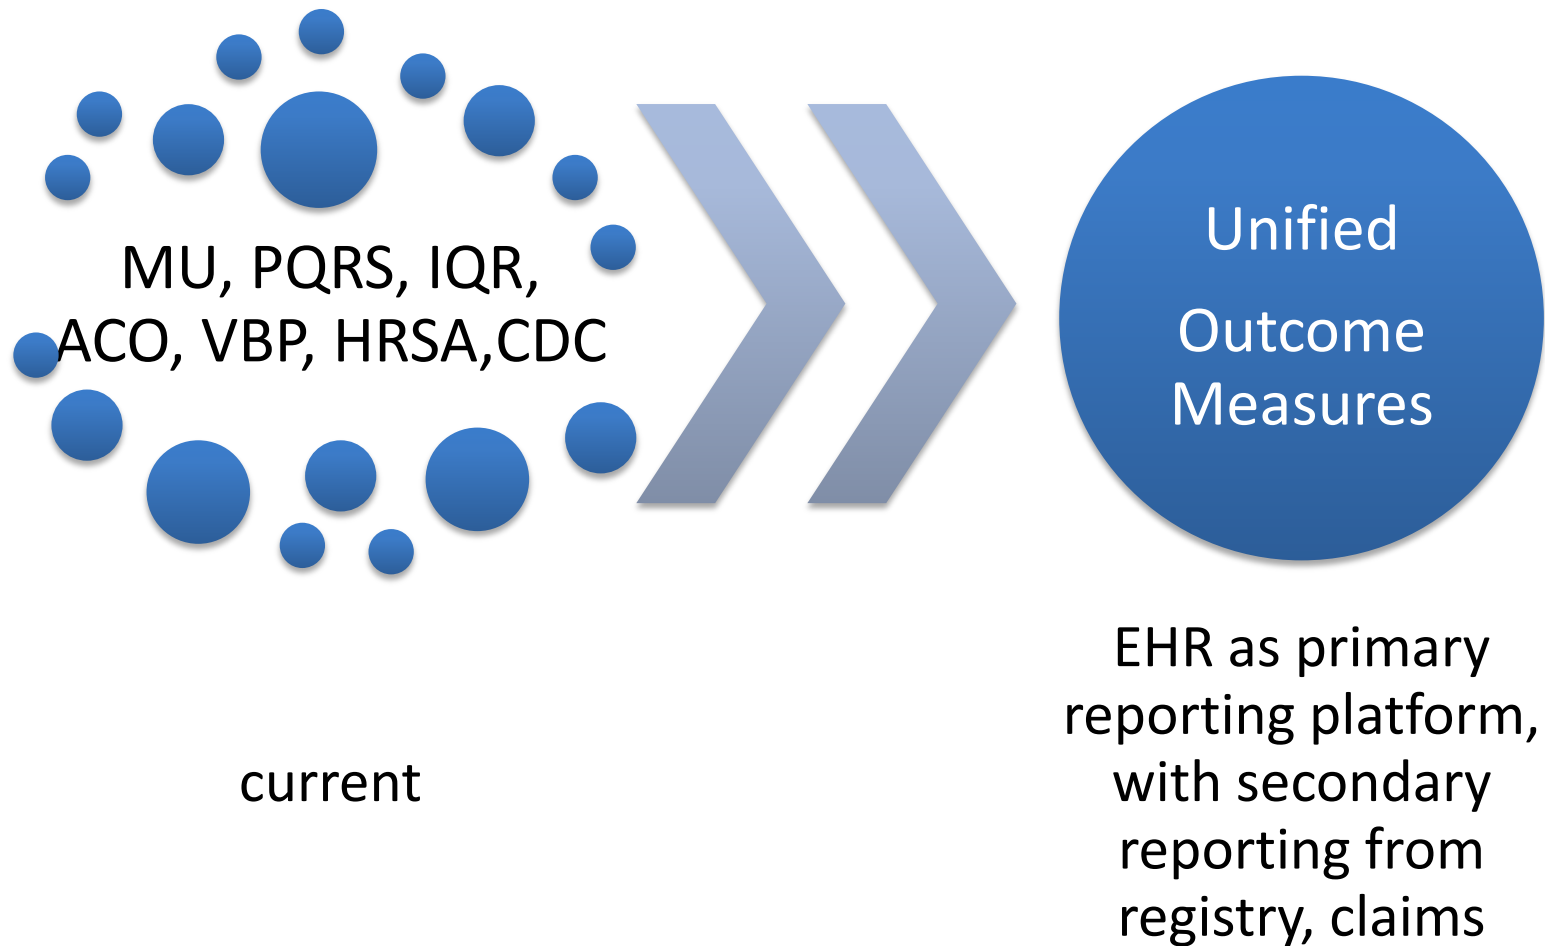 MU, PQRS, IQR,
ACO, VBP, HRSA,CDC
current
Unified
Outcome
Measures
EHR as primary
reporting platform,
with secondary
reporting from
registry, claims